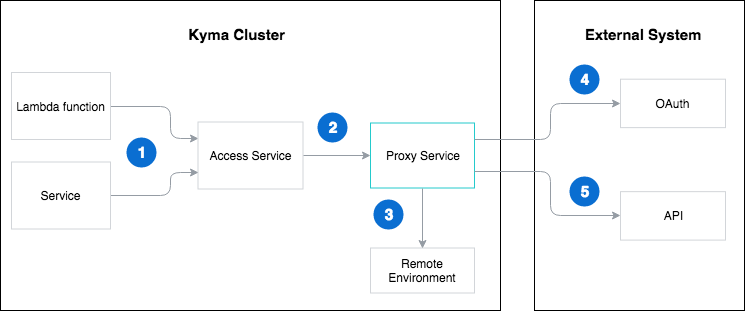 Kyma Cluster
External System
Lambda function
Service
1
Access Service
2
Proxy Service
3
Remote
Environment
4
OAuth
5
API